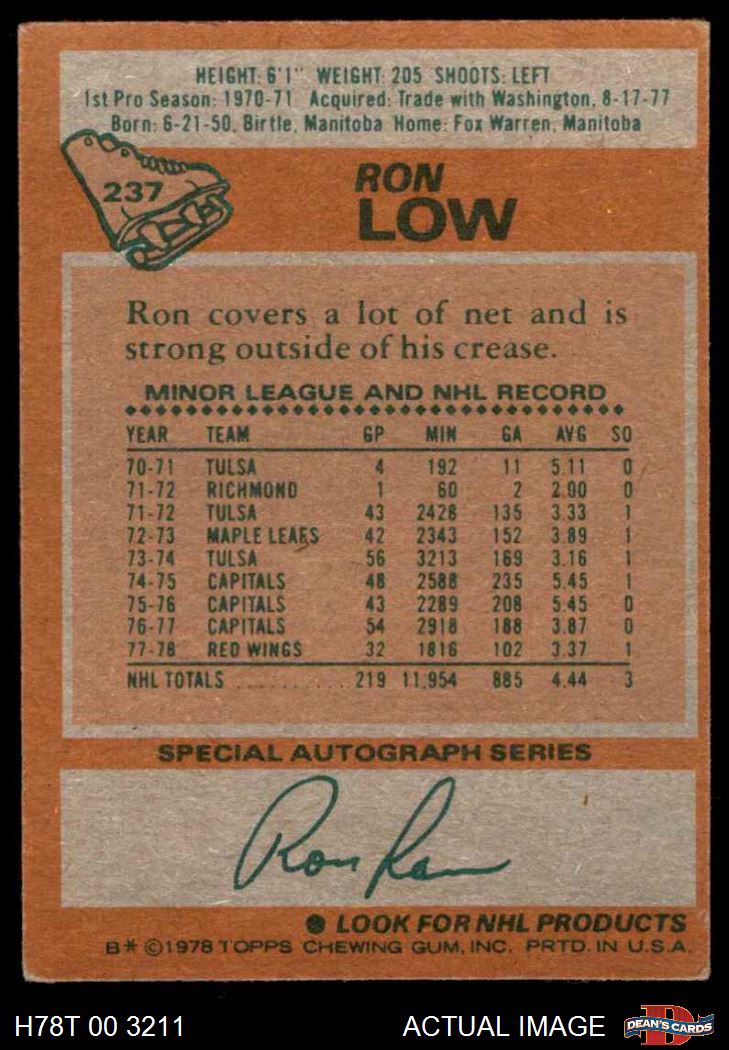 HEIGHT: 6'1" WEIGHT: 205 SHOOTS: LEFT
1st Pro Season: 1970-71 Acquired: Trade with Washington, 8-17-77
Born: 6-21-50, Birtle, Manitoba Home: Fox Warren, Manitoba
237
RON
LOW
Ron covers a lot of net and is
strong outside of his crease.
MINOR LEAGUE AND NHL RECORD
YEAR TEAM GP MIN GA AVG SO
70-71 TULSA 4 192 11 5.11 0
71-72 RICHMOND 1 60 2 2.00 0
71-72 TULSA 43 2428 135 3.33 1
72-73 MAPLE LEAFS 42 2343 152 3.89 1
73-74 TULSA 56 3213 169 3.16 1
74-75 CAPITALS 48 2588 235 5.45 1
75-76 CAPITALS 43 2289 208 5.45 0
76-77 CAPITALS 54 2918 188 3.87 0
77-78 RED WINGS 32 1816 102 3.37 1
NHL TOTALS ............ 219 11,954 885 4.44 3
SPECIAL AUTOGRAPH SERIES
Ron Low
● LOOK FOR NHL PRODUCTS
B* ©1978 TOPPS CHEWING GUM, INC. PRTD. IN U.S.A.
H78T 00 3211 ACTUAL IMAGE DEAN'S CARDS